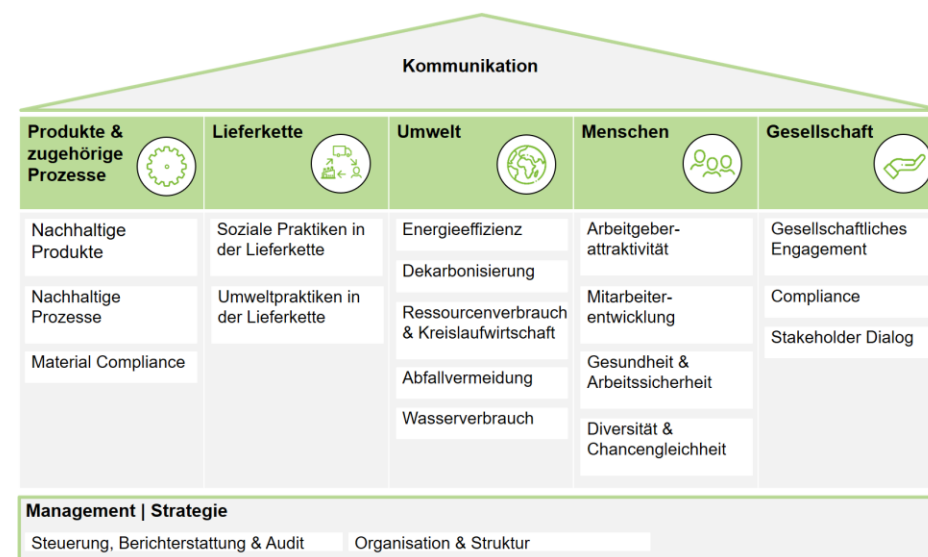 Kommunikation
Produkte &
zugehörige
Prozesse
Lieferkette
Umwelt
Menschen
Gesellschaft
Nachhaltige
Produkte
Nachhaltige
Prozesse
Material Compliance
Soziale Praktiken in
der Lieferkette
Umweltpraktiken in
der Lieferkette
Energieeffizienz
Dekarbonisierung
Ressourcenverbrauch
& Kreislaufwirtschaft
Abfallvermeidung
Wasserverbrauch
Arbeitgeber-
attraktivität
Mitarbeiter-
entwicklung
Gesundheit &
Arbeitssicherheit
Diversität &
Chancengleichheit
Gesellschaftliches
Engagement
Compliance
Stakeholder Dialog
Management | Strategie
Steuerung, Berichterstattung & Audit
Organisation & Struktur